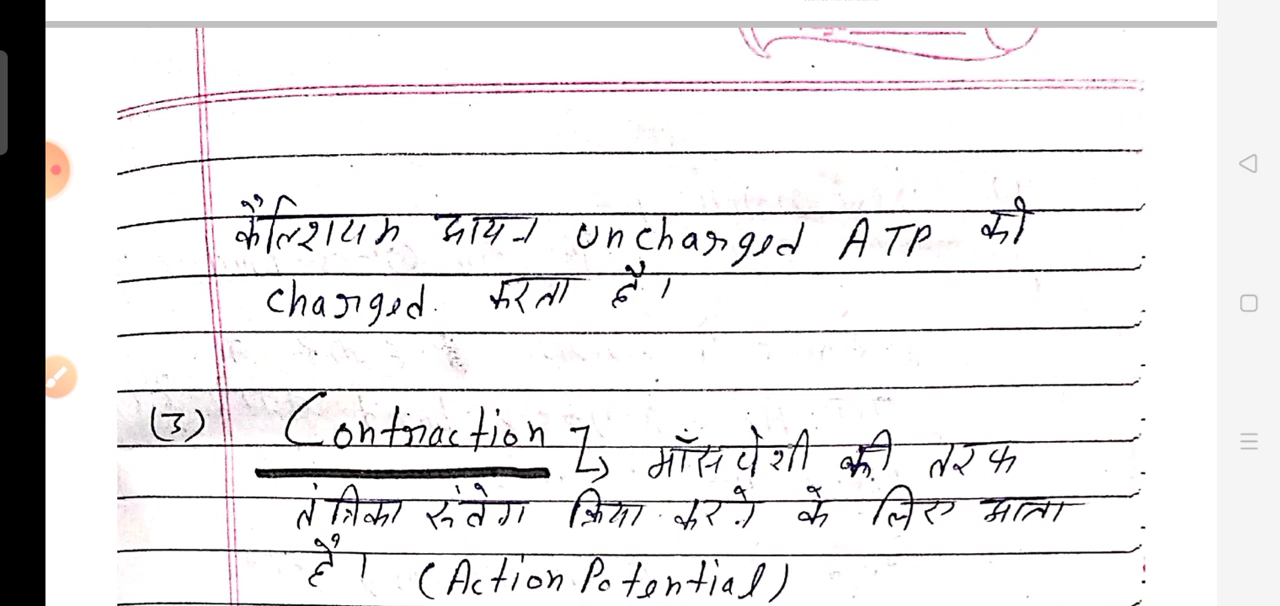 कैल्शियम आयन uncharged ATP को
charged. करता है।
(3.) Contraction → माँसपेशी की तरफ
तंत्रिका संवेग क्रिया करने के लिए आता
है। (Action Potential)